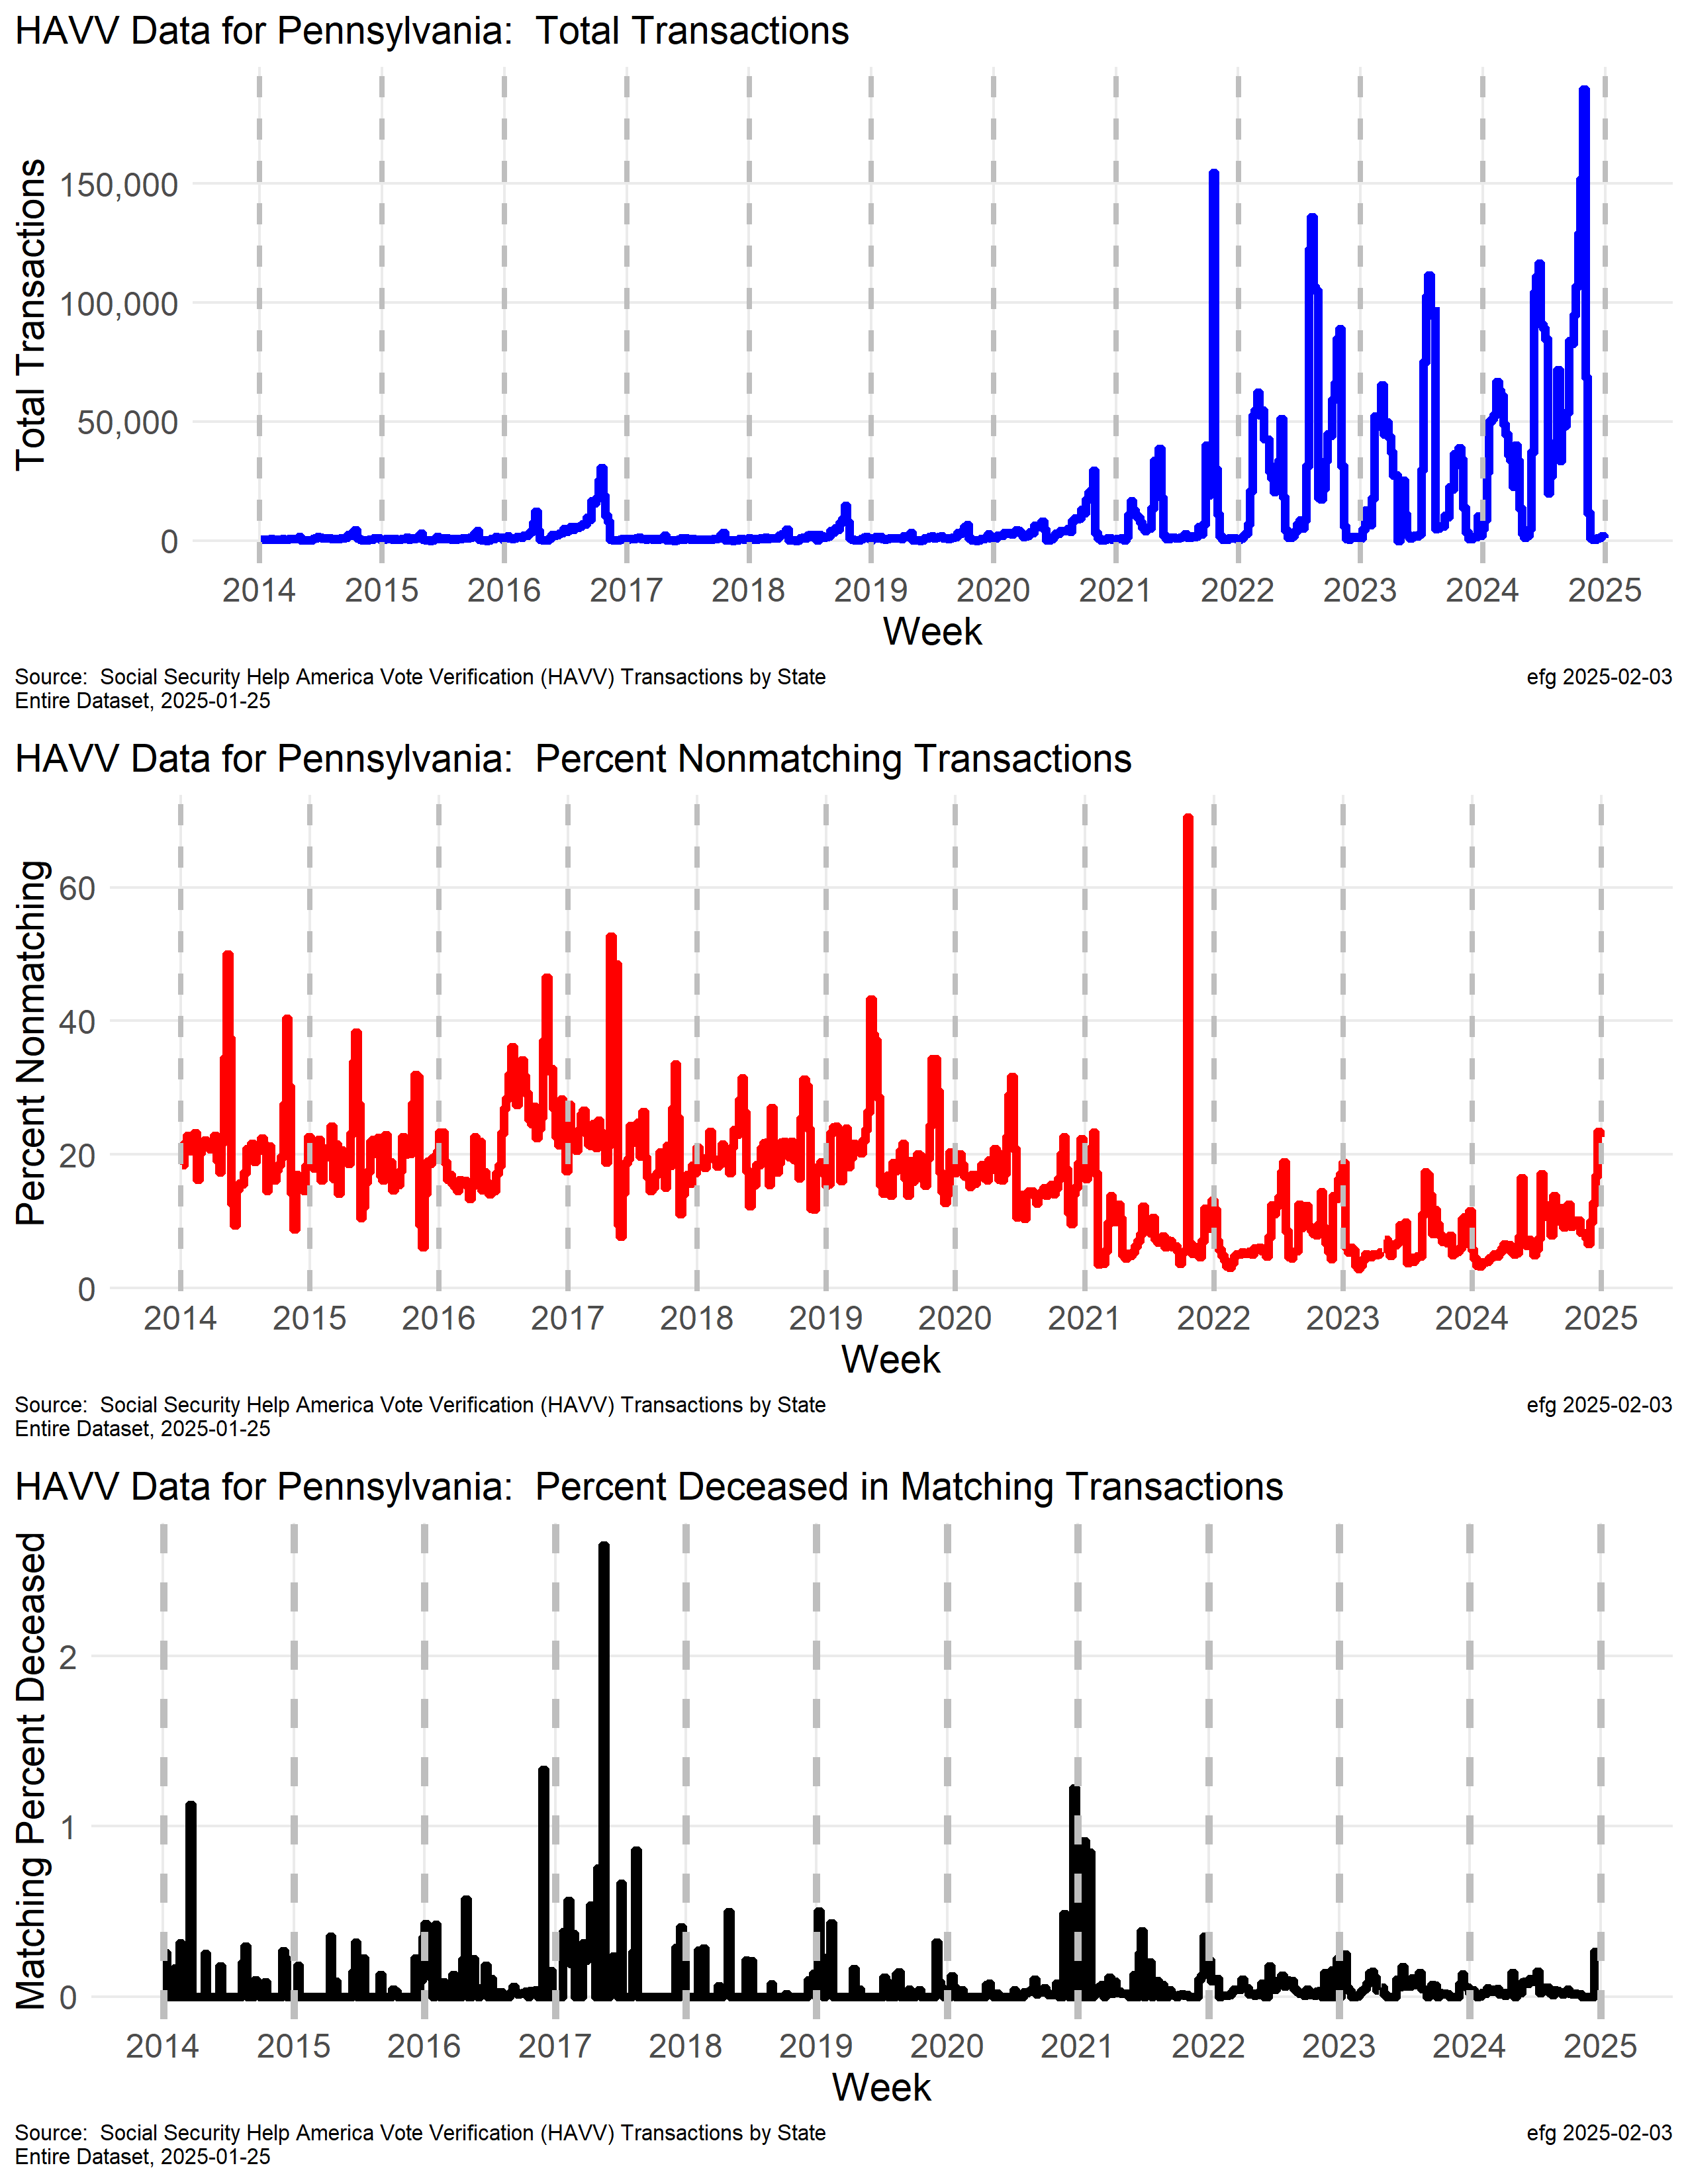 HAVV Data for Pennsylvania:  Total Transactions
Total Transactions
150,000
100,000
50,000
0
2014 2015 2016 2017 2018 2019 2020 2021 2022 2023 2024 2025
Week
Source:  Social Security Help America Vote Verification (HAVV) Transactions by State efg 2025-02-03
Entire Dataset, 2025-01-25
HAVV Data for Pennsylvania:  Percent Nonmatching Transactions
Percent Nonmatching
60
40
20
0
2014 2015 2016 2017 2018 2019 2020 2021 2022 2023 2024 2025
Week
Source:  Social Security Help America Vote Verification (HAVV) Transactions by State efg 2025-02-03
Entire Dataset, 2025-01-25
HAVV Data for Pennsylvania:  Percent Deceased in Matching Transactions
Matching Percent Deceased
2
1
0
2014 2015 2016 2017 2018 2019 2020 2021 2022 2023 2024 2025
Week
Source:  Social Security Help America Vote Verification (HAVV) Transactions by State efg 2025-02-03
Entire Dataset, 2025-01-25